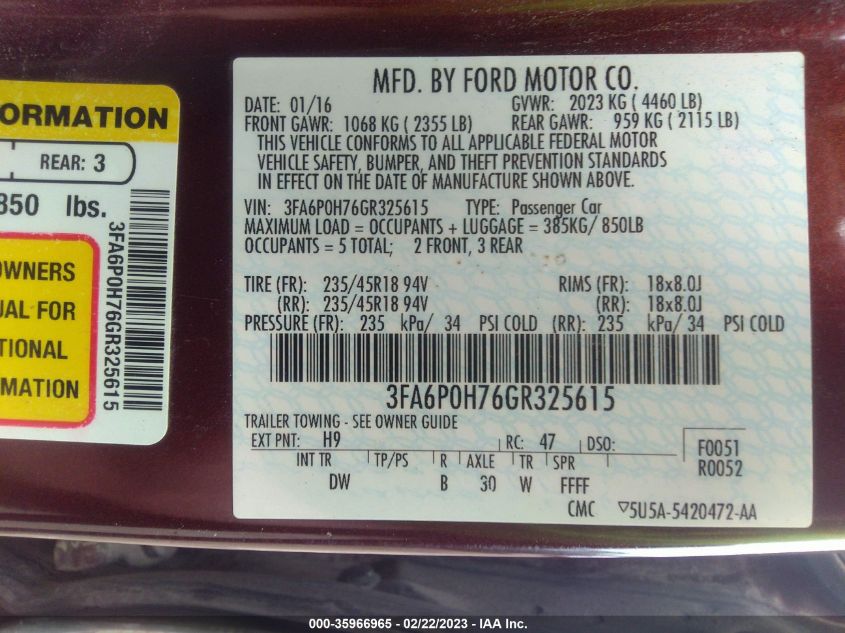 ORMATION
REAR: 3
850 lbs.
OWNERS
UAL FOR
TIONAL
MATION
3FA6P0H76GR325615
MFD. BY FORD MOTOR CO.
DATE: 01/16 GVWR: 2023 KG ( 4460 LB)
FRONT GAWR: 1068 KG ( 2355 LB) REAR GAWR: 959 KG ( 2115 LB)
THIS VEHICLE CONFORMS TO ALL APPLICABLE FEDERAL MOTOR
VEHICLE SAFETY, BUMPER, AND THEFT PREVENTION STANDARDS
IN EFFECT ON THE DATE OF MANUFACTURE SHOWN ABOVE.
VIN: 3FA6P0H76GR325615 TYPE: Passenger Car
MAXIMUM LOAD = OCCUPANTS + LUGGAGE = 385KG/ 850LB
OCCUPANTS = 5 TOTAL; 2 FRONT, 3 REAR
TIRE (FR): 235/45R18 94V RIMS (FR): 18x8.0J
(RR): 235/45R18 94V (RR): 18x8.0J
PRESSURE (FR): 235 kPa/ 34 PSI COLD (RR): 235 kPa/ 34 PSI COLD
3FA6P0H76GR325615
TRAILER TOWING - SEE OWNER GUIDE
EXT PNT: H9 RC: 47 DSO: F0051
INT TR TP/PS R AXLE TR SPR R0052
DW B 30 W FFFF
CMC ▽5U5A-5420472-AA
000-35966965 - 02/22/2023 - IAA Inc.